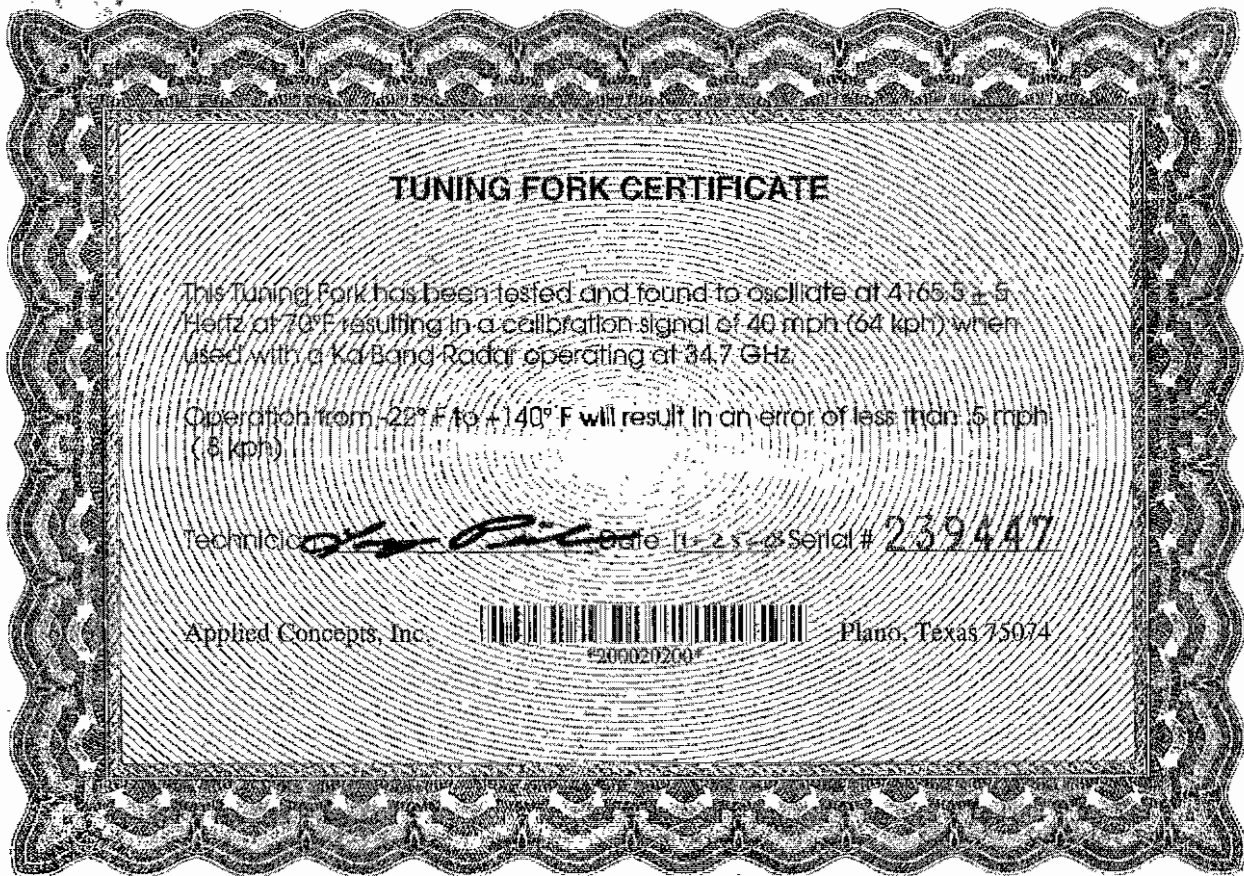 TUNING FORK CERTIFICATE
This Tuning Fork has been tested and found to oscillate at 4165.5 ± 5
Hertz at 70°F resulting in a calibration signal of 40 mph (64 kph) when
used with a Ka Band Radar operating at 34.7 GHz.
Operation from -22° F to +140° F will result in an error of less than .5 mph
(.8 kph)
Technician Date Serial # 239447
Applied Concepts, Inc. Plano, Texas 75074
*200020200*